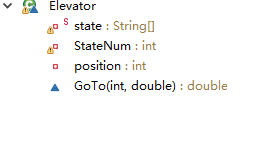 Elevator
S state : String[]
StateNum : int
position : int
GoTo(int, double) : double